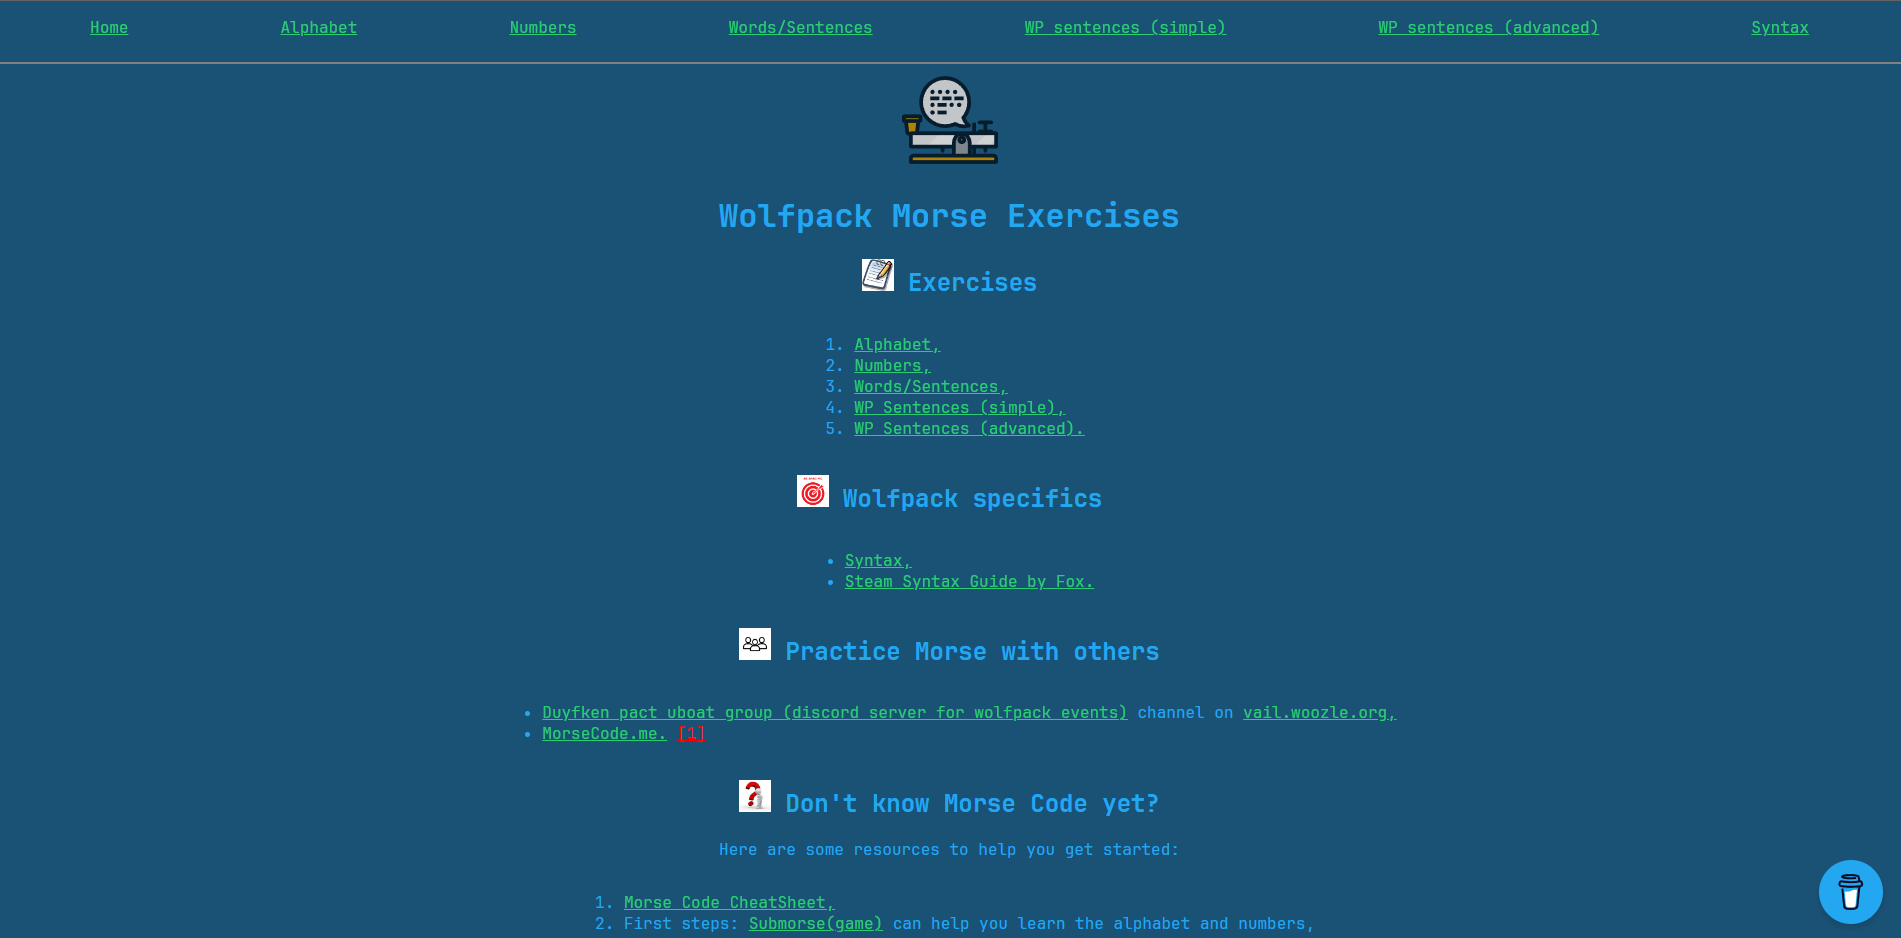 Home Alphabet Numbers Words/Sentences WP sentences (simple) WP sentences (advanced) Syntax
Wolfpack Morse Exercises
Exercises
1. Alphabet,
2. Numbers,
3. Words/Sentences,
4. WP Sentences (simple),
5. WP Sentences (advanced).
Wolfpack specifics
• Syntax,
• Steam Syntax Guide by Fox.
Practice Morse with others
• Duyfken pact uboat group (discord server for wolfpack events) channel on vail.woozle.org,
• MorseCode.me. [1]
Don't know Morse Code yet?
Here are some resources to help you get started:
1. Morse Code CheatSheet,
2. First steps: Submorse(game) can help you learn the alphabet and numbers,